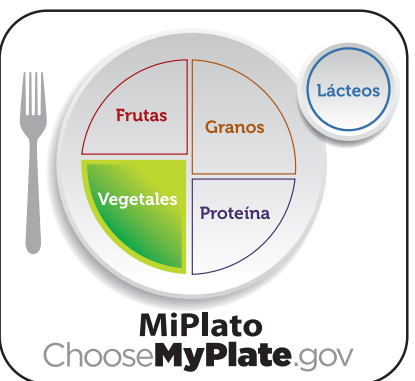 Frutas
Granos
Lácteos
Vegetales
Proteína
MiPlato
ChooseMyPlate.gov